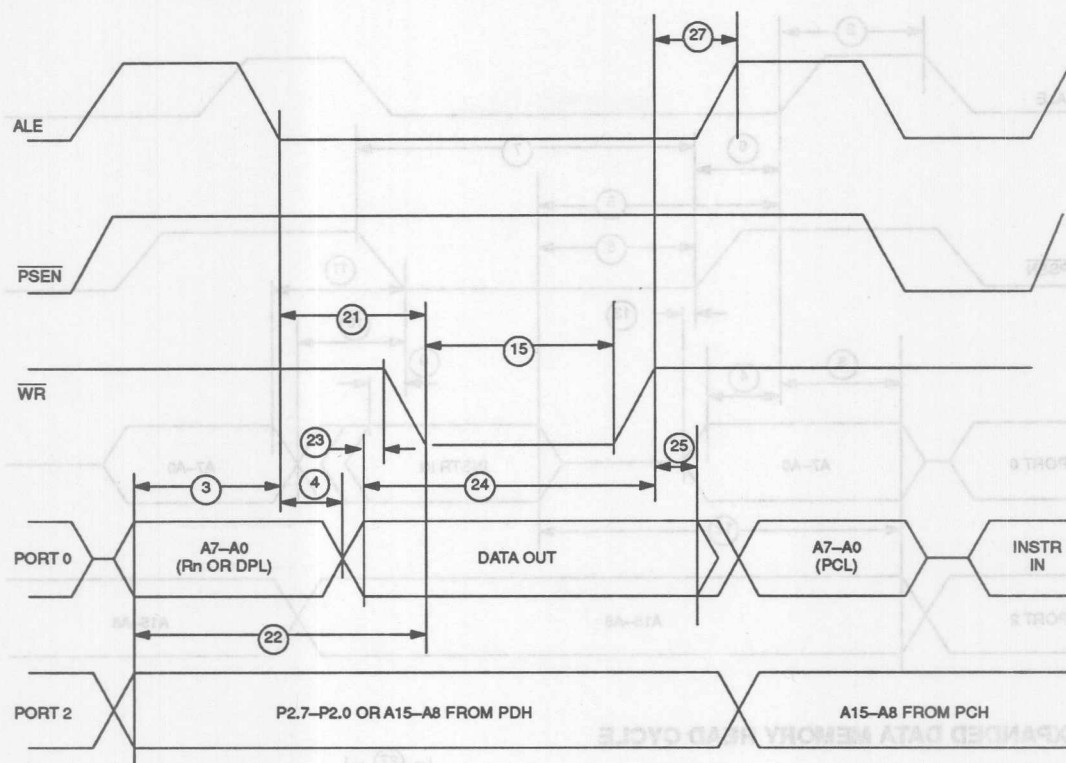 27
ALE
PSEN
21
15
WR
23
25
3
4
24
PORT 0
A7–A0
(Rn OR DPL)
DATA OUT
A7–A0
(PCL)
INSTR
IN
22
PORT 2
P2.7–P2.0 OR A15–A8 FROM PDH
A15–A8 FROM PCH